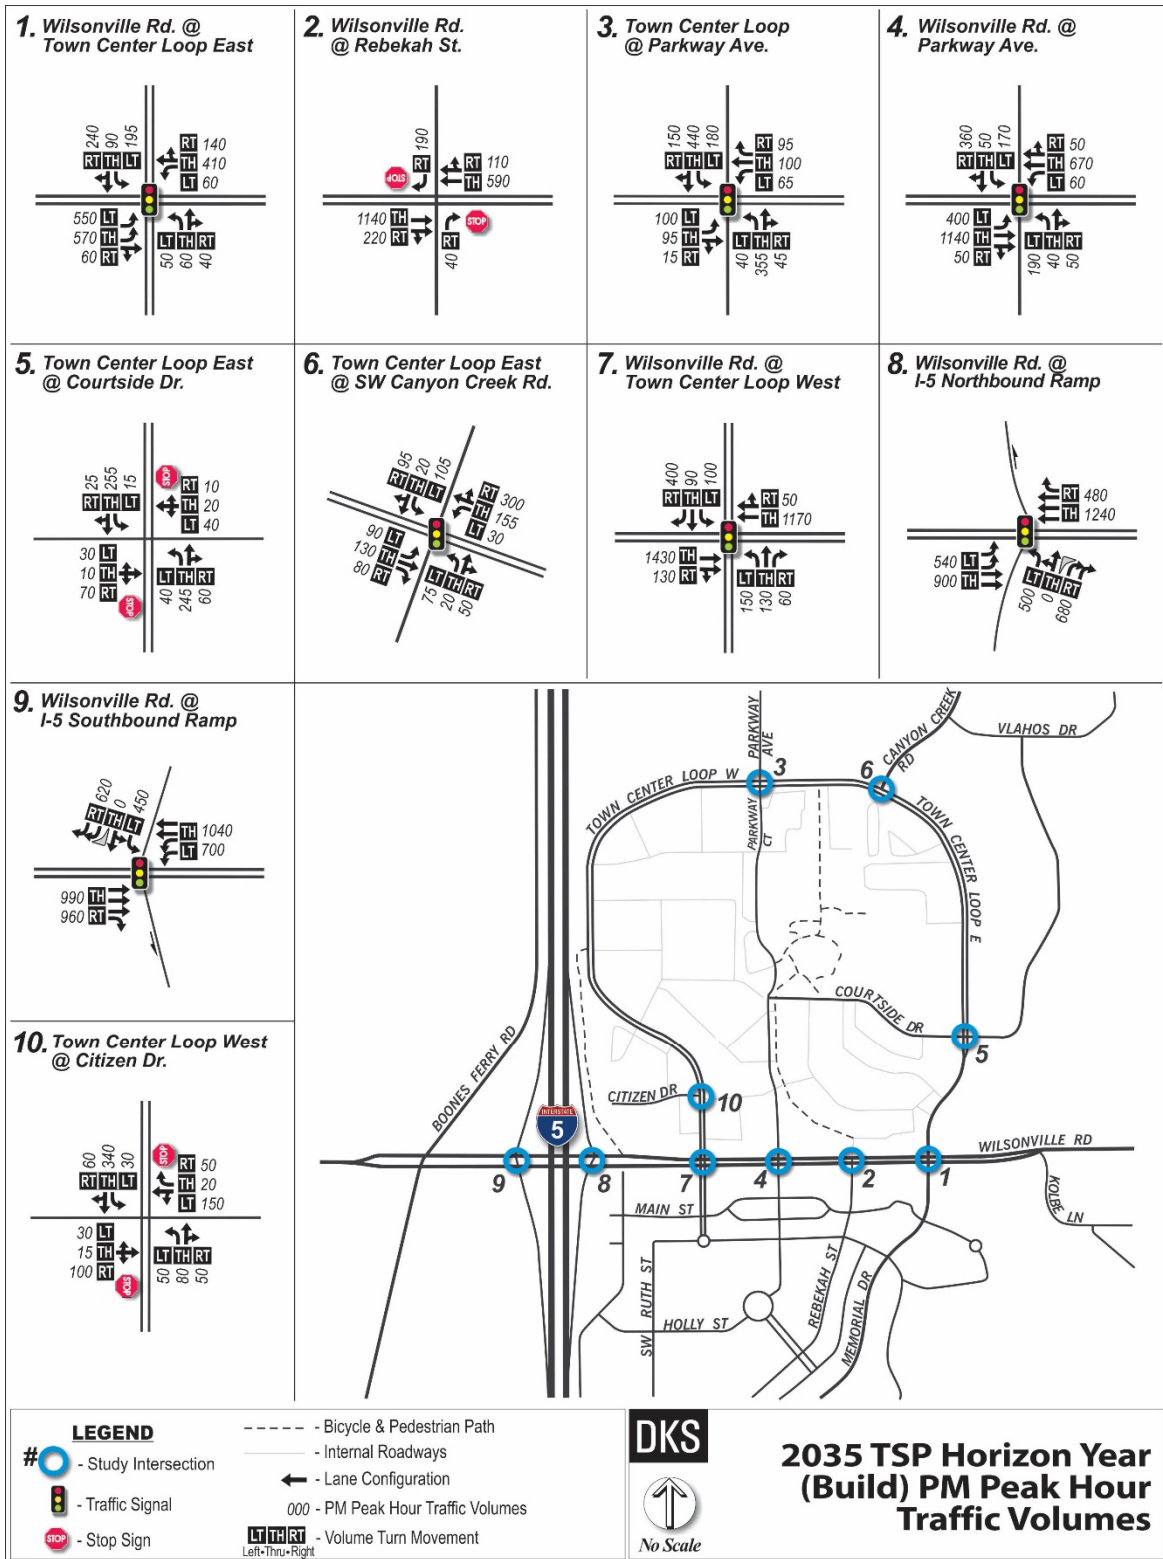 1. Wilsonville Rd. @
Town Center Loop East
240 90 195
RT TH LT
RT 140
TH 410
LT 60
550 LT
570 TH
60 RT
LT TH RT
50 60 40
2. Wilsonville Rd.
@ Rebekah St.
190
RT
STOP
RT 110
TH 590
1140 TH
220 RT
STOP
RT
40
3. Town Center Loop
@ Parkway Ave.
150 440 180
RT TH LT
RT 95
TH 100
LT 65
100 LT
95 TH
15 RT
LT TH RT
40 355 45
4. Wilsonville Rd. @
Parkway Ave.
360 50 170
RT TH LT
RT 50
TH 670
LT 60
400 LT
1140 TH
50 RT
LT TH RT
190 40 50
5. Town Center Loop East
@ Courtside Dr.
25 255 15
RT TH LT
STOP
RT 10
TH 20
LT 40
30 LT
10 TH
70 RT
STOP
LT TH RT
40 245 60
6. Town Center Loop East
@ SW Canyon Creek Rd.
95 20 105
RT TH LT
RT 300
TH 155
LT 30
90 LT
130 TH
80 RT
LT TH RT
75 20 50
7. Wilsonville Rd. @
Town Center Loop West
400 90 100
RT TH LT
RT 50
TH 1170
1430 TH
130 RT
LT TH RT
150 130 60
8. Wilsonville Rd. @
I-5 Northbound Ramp
RT 480
TH 1240
540 LT
900 TH
LT TH RT
500 0 680
9. Wilsonville Rd. @
I-5 Southbound Ramp
620 0 450
RT TH LT
TH 1040
LT 700
990 TH
960 RT
10. Town Center Loop West
@ Citizen Dr.
60 340 30
RT TH LT
STOP
RT 50
TH 20
LT 150
30 LT
15 TH
100 RT
STOP
LT TH RT
50 80 50
PARKWAY AVE
3
6
CANYON CREEK RD
VLAHOS DR
TOWN CENTER LOOP W
PARKWAY CT
TOWN CENTER LOOP E
COURTSIDE DR
5
BOONES FERRY RD
CITIZEN DR
10
INTERSTATE
5
WILSONVILLE RD
9
8
7
4
2
1
MAIN ST
KOLBE LN
SW RUTH ST
HOLLY ST
REBEKAH ST
MEMORIAL DR
LEGEND
# - Study Intersection
- Traffic Signal
STOP - Stop Sign
- Bicycle & Pedestrian Path
- Internal Roadways
- Lane Configuration
000 - PM Peak Hour Traffic Volumes
LT TH RT - Volume Turn Movement
Left•Thru•Right
DKS
No Scale
2035 TSP Horizon Year
(Build) PM Peak Hour
Traffic Volumes